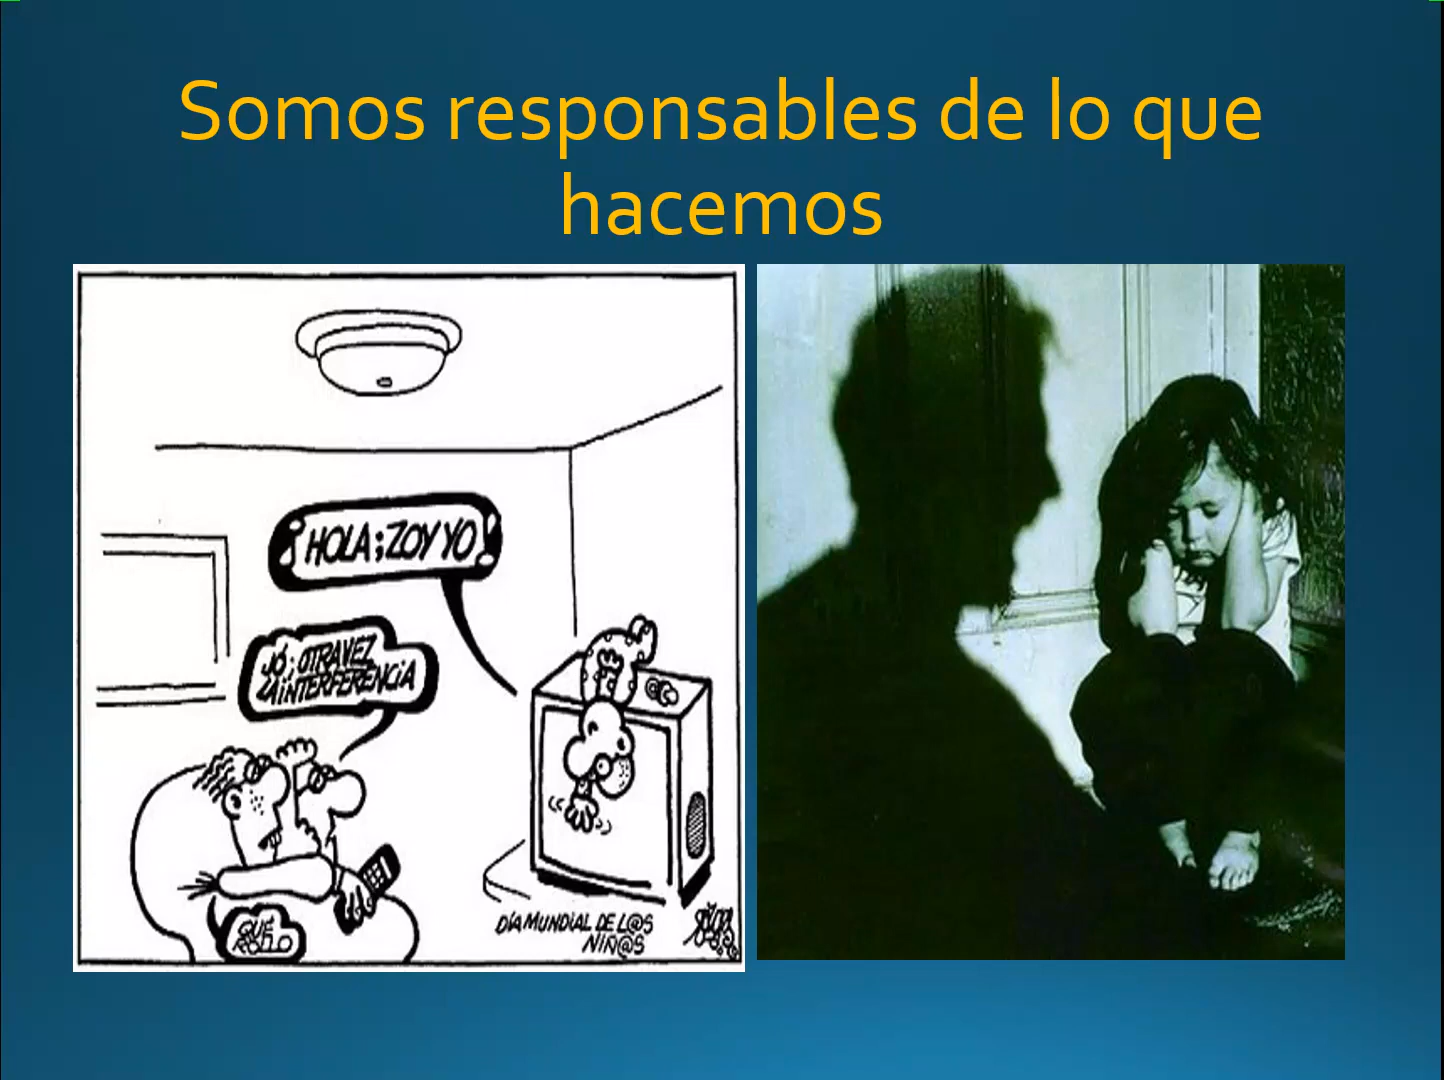 Somos responsables de lo que
hacemos
¡HOLA; ZOY YO!
JÓ; OTRA VEZ
LA iNTERFERENCiA
QUÉ
ROLLO
DÍA MUNDiAL DE L@S
NiÑ@S